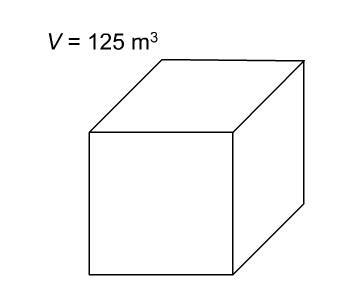 V = 125 m³